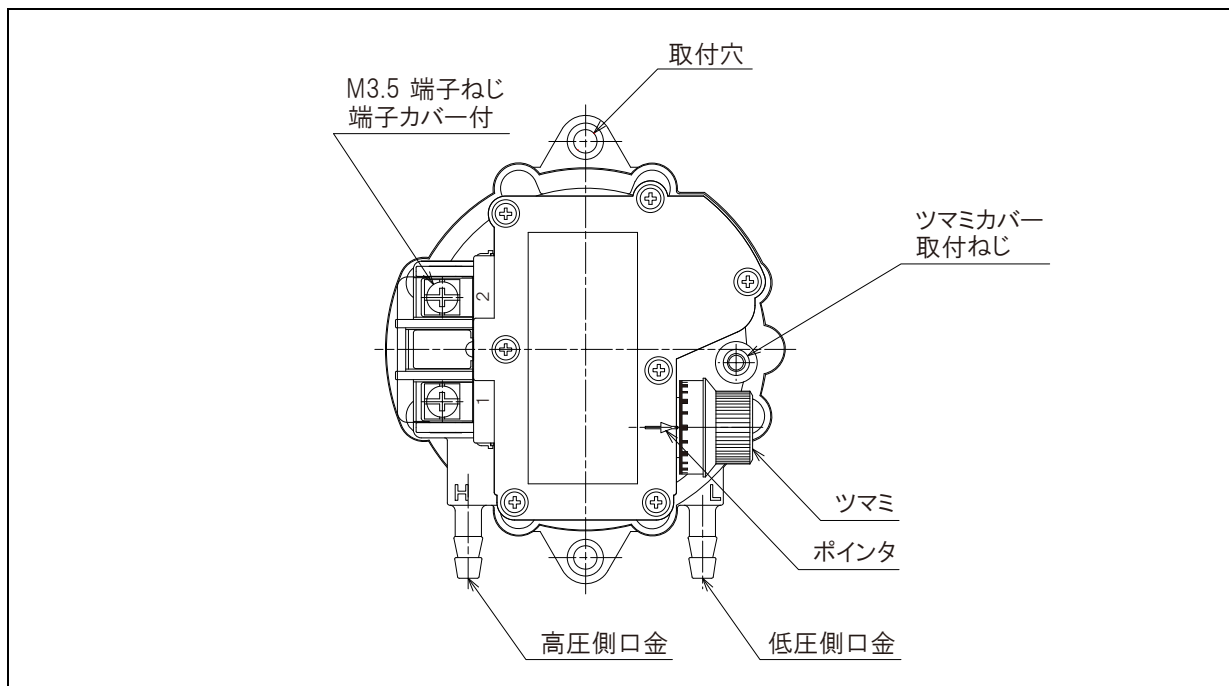 取付穴
M3.5 端子ねじ
端子カバー付
ツマミカバー
取付ねじ
2
1
H
L
ツマミ
ポインタ
高圧側口金
低圧側口金